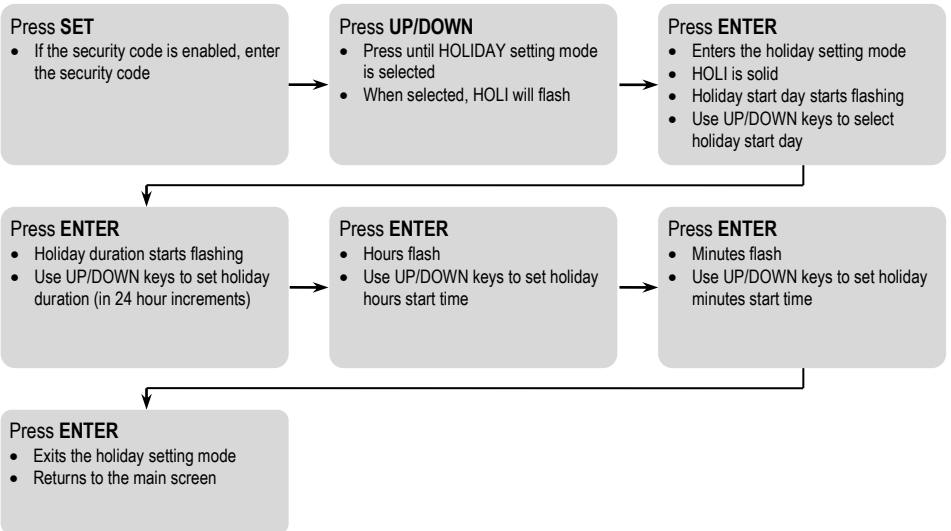 Press SET
• If the security code is enabled, enter
the security code
Press UP/DOWN
• Press until HOLIDAY setting mode
is selected
• When selected, HOLI will flash
Press ENTER
• Enters the holiday setting mode
• HOLI is solid
• Holiday start day starts flashing
• Use UP/DOWN keys to select
holiday start day
Press ENTER
• Holiday duration starts flashing
• Use UP/DOWN keys to set holiday
duration (in 24 hour increments)
Press ENTER
• Hours flash
• Use UP/DOWN keys to set holiday
hours start time
Press ENTER
• Minutes flash
• Use UP/DOWN keys to set holiday
minutes start time
Press ENTER
• Exits the holiday setting mode
• Returns to the main screen